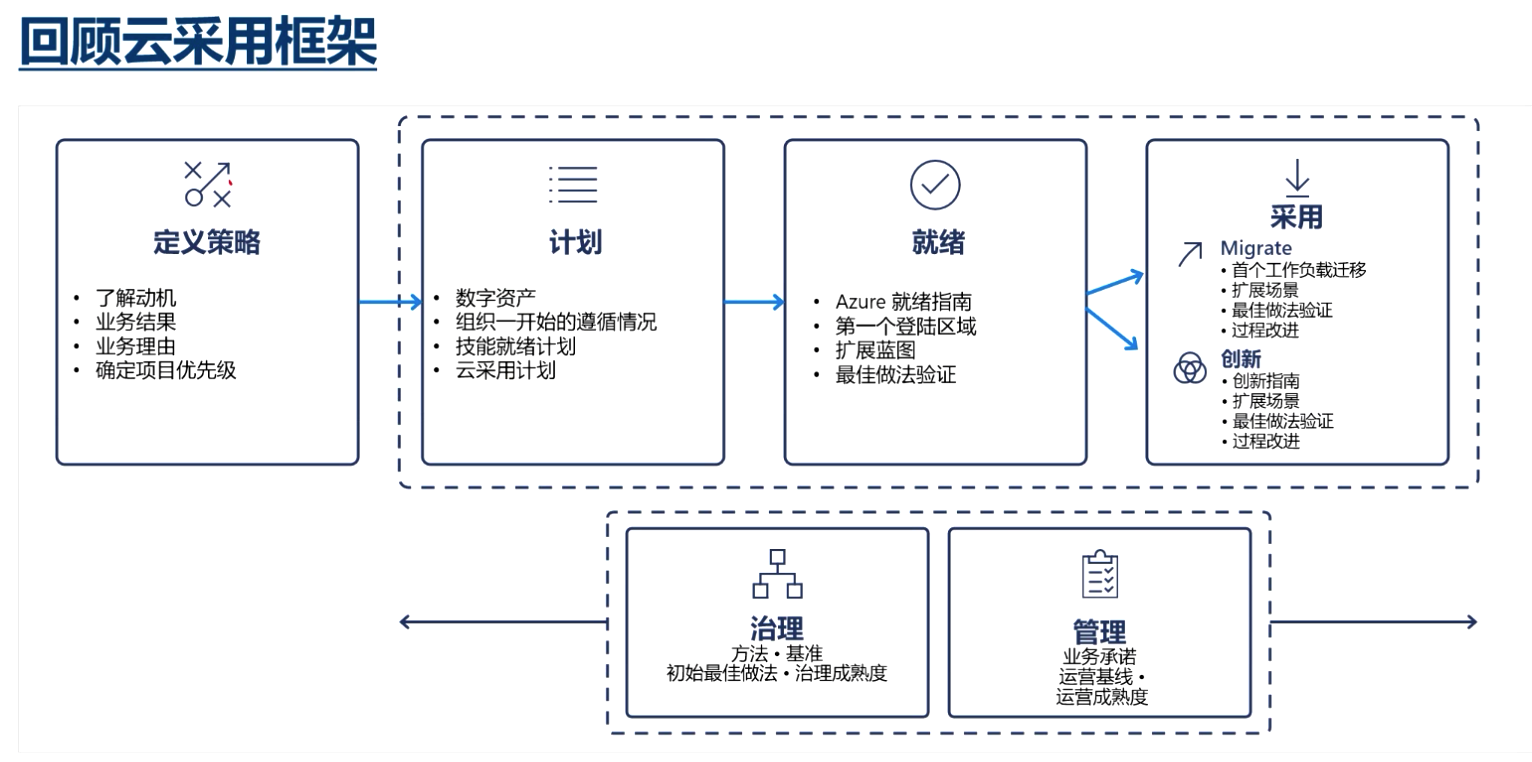 回顾云采用框架
定义策略
• 了解动机
• 业务结果
• 业务理由
• 确定项目优先级
计划
• 数字资产
• 组织一开始的遵循情况
• 技能就绪计划
• 云采用计划
就绪
• Azure 就绪指南
• 第一个登陆区域
• 扩展蓝图
• 最佳做法验证
采用
Migrate
• 首个工作负载迁移
• 扩展场景
• 最佳做法验证
• 过程改进
创新
• 创新指南
• 扩展场景
• 最佳做法验证
• 过程改进
治理
方法 • 基准
初始最佳做法 • 治理成熟度
管理
业务承诺
运营基线 •
运营成熟度